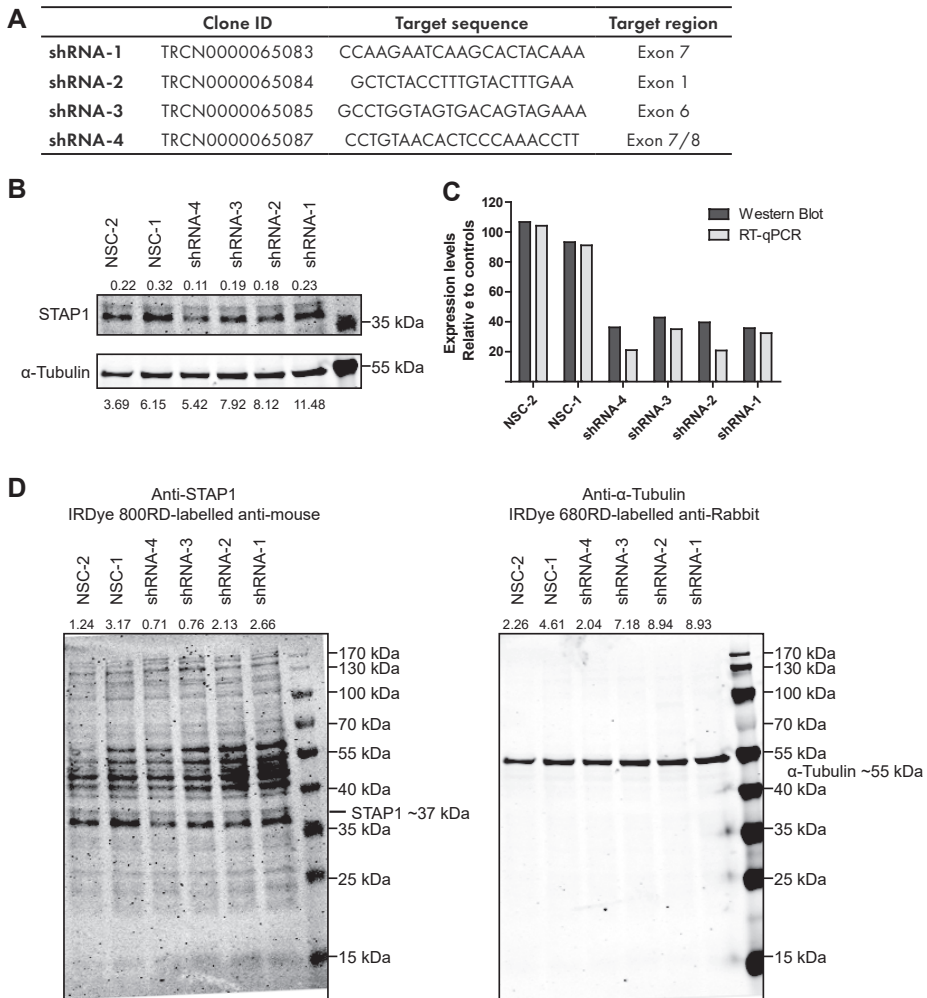 A
Clone ID Target sequence Target region
shRNA-1 TRCN0000065083 CCAAGAATCAAGCACTACAAA Exon 7
shRNA-2 TRCN0000065084 GCTCTACCTTTGTACTTTGAA Exon 1
shRNA-3 TRCN0000065085 GCCTGGTAGTGACAGTAGAAA Exon 6
shRNA-4 TRCN0000065087 CCTGTAACACTCCCAAACCTT Exon 7/8
B
NSC-2 NSC-1 shRNA-4 shRNA-3 shRNA-2 shRNA-1
0.22 0.32 0.11 0.19 0.18 0.23
STAP1
35 kDa
α-Tubulin
55 kDa
3.69 6.15 5.42 7.92 8.12 11.48
C
Expression levels
Relativ e to controls
120
100
80
60
40
20
Western Blot
RT-qPCR
NSC-2 NSC-1 shRNA-4 shRNA-3 shRNA-2 shRNA-1
D
Anti-STAP1
IRDye 800RD-labelled anti-mouse
NSC-2 NSC-1 shRNA-4 shRNA-3 shRNA-2 shRNA-1
1.24 3.17 0.71 0.76 2.13 2.66
170 kDa
130 kDa
100 kDa
70 kDa
55 kDa
40 kDa
STAP1 ~37 kDa
35 kDa
25 kDa
15 kDa
Anti-α-Tubulin
IRDye 680RD-labelled anti-Rabbit
NSC-2 NSC-1 shRNA-4 shRNA-3 shRNA-2 shRNA-1
2.26 4.61 2.04 7.18 8.94 8.93
170 kDa
130 kDa
100 kDa
70 kDa
55 kDa
α-Tubulin ~55 kDa
40 kDa
35 kDa
25 kDa
15 kDa